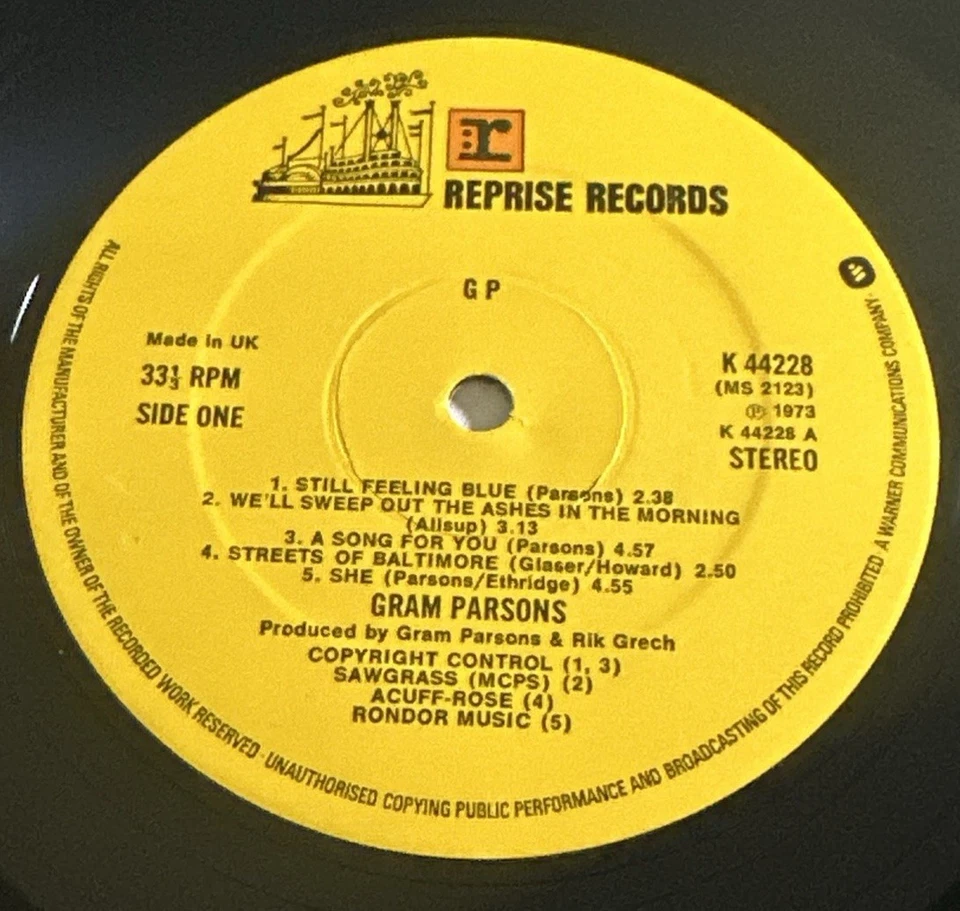 r
REPRISE RECORDS
G P
Made in UK
33⅓ RPM
SIDE ONE
K 44228
(MS 2123)
Ⓟ 1973
K 44228 A
STEREO
1. STILL FEELING BLUE (Parsons) 2.38
2. WE'LL SWEEP OUT THE ASHES IN THE MORNING
(Allsup) 3.13
3. A SONG FOR YOU (Parsons) 4.57
4. STREETS OF BALTIMORE (Glaser/Howard) 2.50
5. SHE (Parsons/Ethridge) 4.55
GRAM PARSONS
Produced by Gram Parsons & Rik Grech
COPYRIGHT CONTROL (1, 3)
SAWGRASS (MCPS) (2)
ACUFF-ROSE (4)
RONDOR MUSIC (5)
ALL RIGHTS OF THE MANUFACTURER AND OF THE OWNER OF THE RECORDED WORK RESERVED · UNAUTHORISED COPYING PUBLIC PERFORMANCE AND BROADCASTING OF THIS RECORD PROHIBITED · A WARNER COMMUNICATIONS COMPANY ·